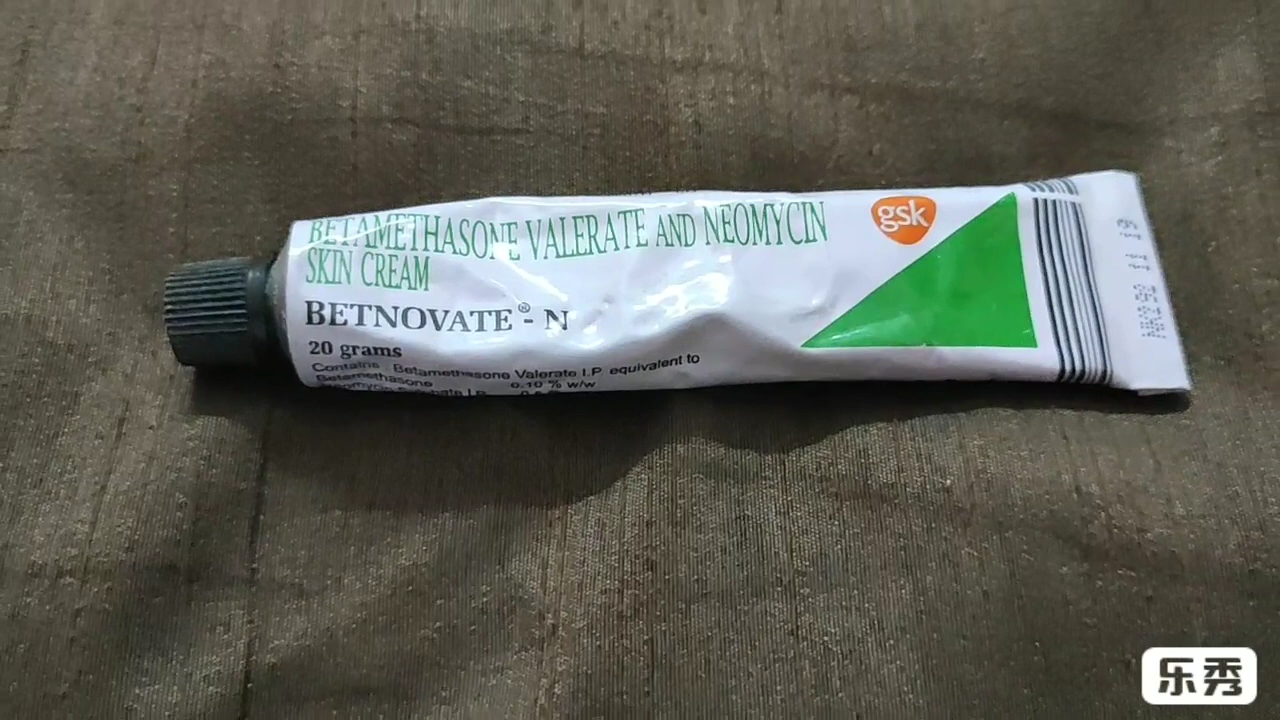 BETAMETHASONE VALERATE AND NEOMYCIN
SKIN CREAM
gsk
BETNOVATE®- N
20 grams
Contains Betamethasone Valerate I.P. equivalent to
Betamethasone 0.10 % w/w
I.P.
乐秀